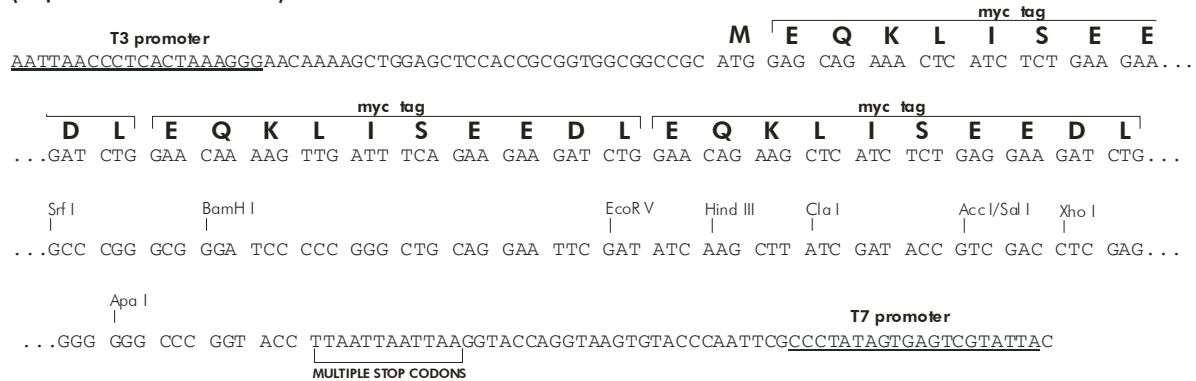 T3 promoter
myc tag
M E Q K L I S E E
AATTAACCCTCACTAAAGGGAACAAAAGCTGGAGCTCCACCGCGGTGGCGGCCGC ATG GAG CAG AAA CTC ATC TCT GAA GAA...
myc tag myc tag
D L E Q K L I S E E D L E Q K L I S E E D L
...GAT CTG GAA CAA AAG TTG ATT TCA GAA GAA GAT CTG GAA CAG AAG CTC ATC TCT GAG GAA GAT CTG...
Srf I BamH I EcoR V Hind III Cla I Acc I/Sal I Xho I
...GCC CGG GCG GGA TCC CCC GGG CTG CAG GAA TTC GAT ATC AAG CTT ATC GAT ACC GTC GAC CTC GAG...
Apa I
T7 promoter
...GGG GGG CCC GGT ACC TTAATTAATTAAGGTACCAGGTAAGTGTACCCAATTCGCCCTATAGTGAGTCGTATTAC
MULTIPLE STOP CODONS